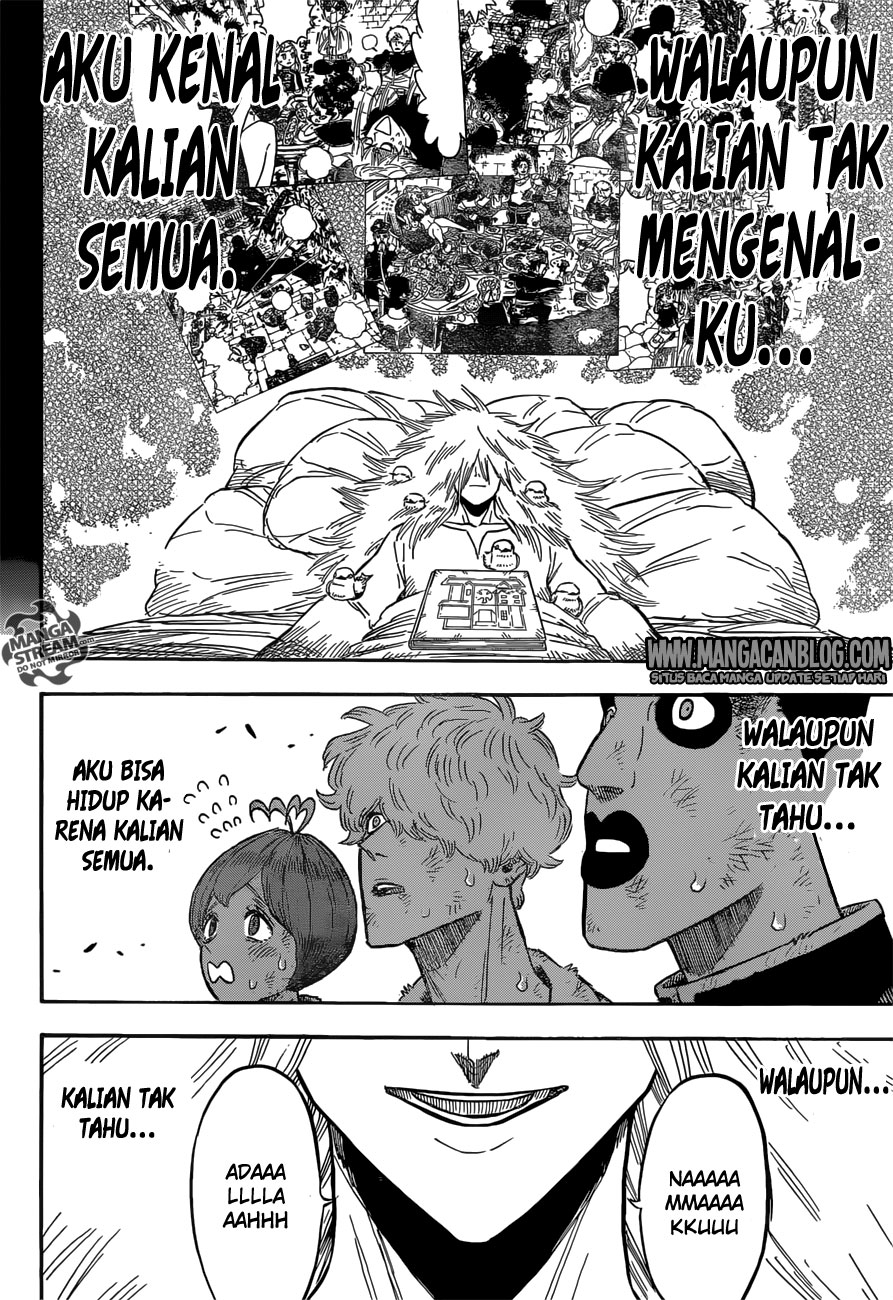 WALAUPUN
KALIAN TAK
MENGENAL-
KU...
AKU KENAL
KALIAN
SEMUA.
MANGA
STREAM.com
DO NOT MIRROR
WWW.MANGACANBLOG.COM
SITUS BACA MANGA UPDATE SETIAP HARI
WALAUPUN
KALIAN TAK
TAHU...
AKU BISA
HIDUP KA-
RENA KALIAN
SEMUA.
WALAUPUN...
NAAAAA
MMAAAA
KKUUU
ADAAA
LLLLA
AAHHH
KALIAN TAK
TAHU...